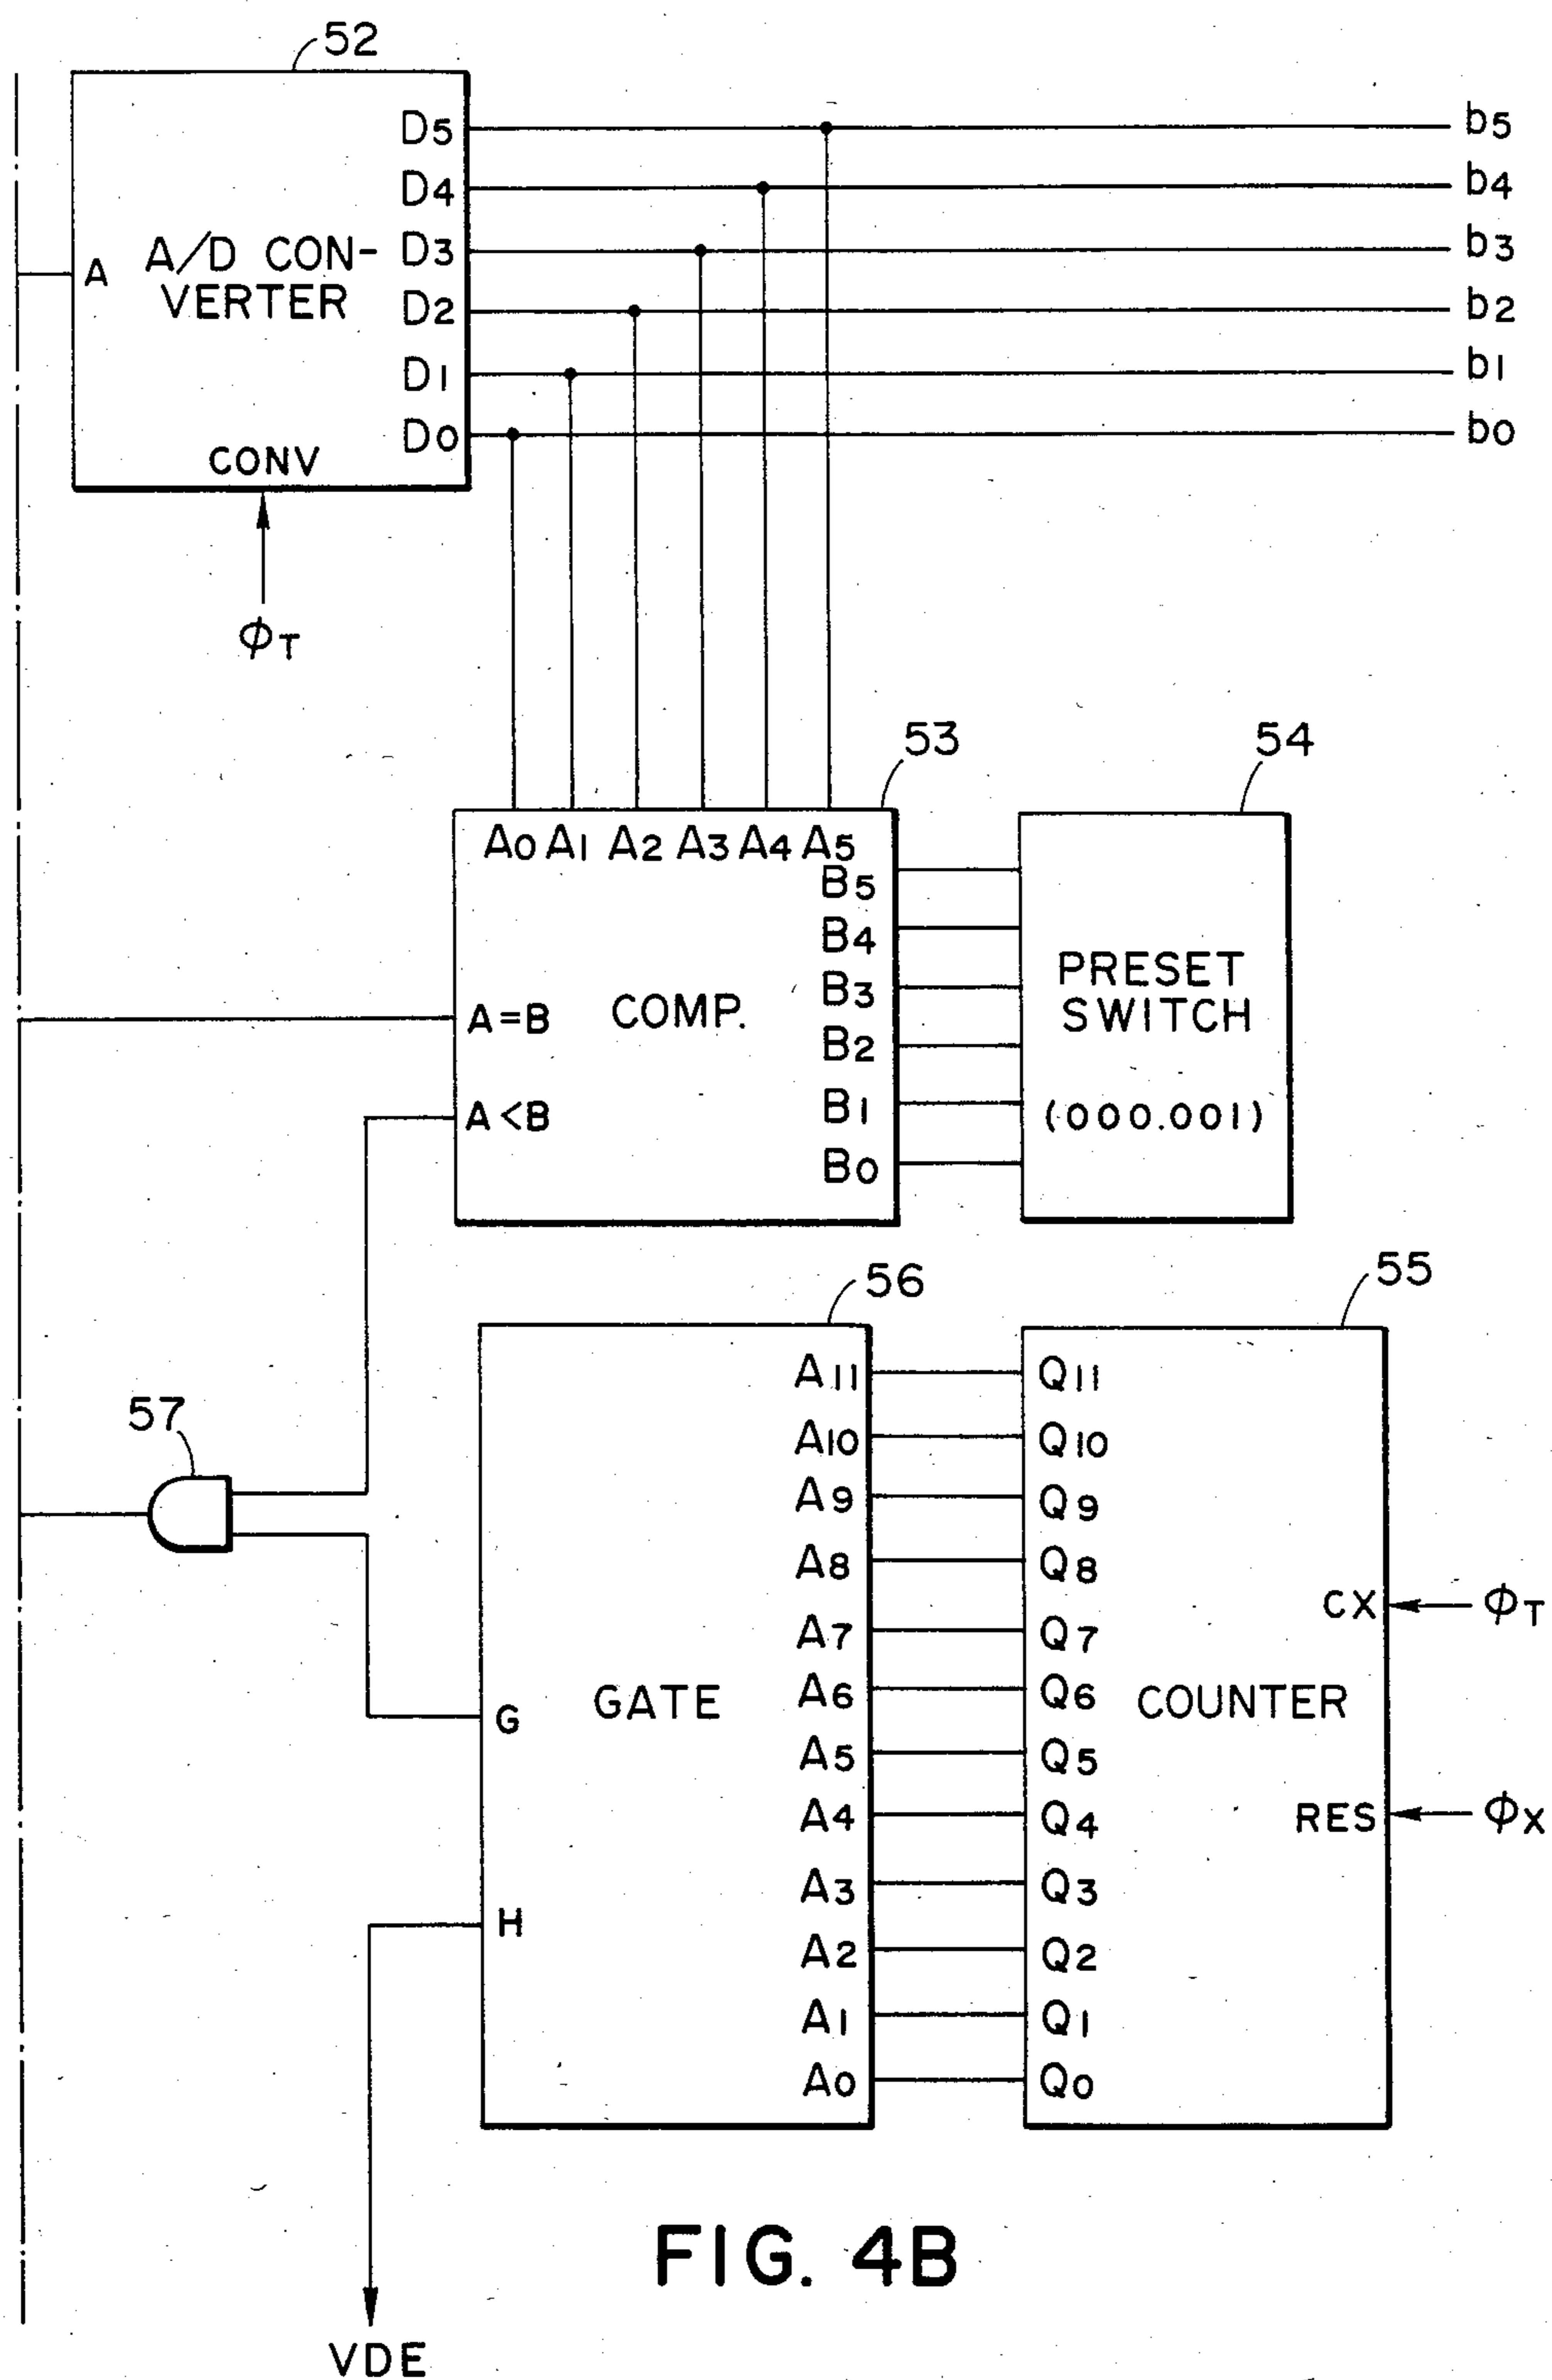 52
D5 b5
D4 b4
A A/D CON- D3 b3
VERTER D2 b2
D1 b1
CONV D0 b0
ϕT
53 54
A0 A1 A2 A3 A4 A5
B5
B4
PRESET
B3 SWITCH
A=B COMP.
B2
A<B B1 (000.001)
B0
56 55
A11 Q11
57 A10 Q10
A9 Q9
A8 Q8
CX ϕT
A7 Q7
G GATE A6 Q6 COUNTER
A5 Q5
A4 Q4 RES ϕX
A3 Q3
H A2 Q2
A1 Q1
A0 Q0
FIG. 4B
VDE